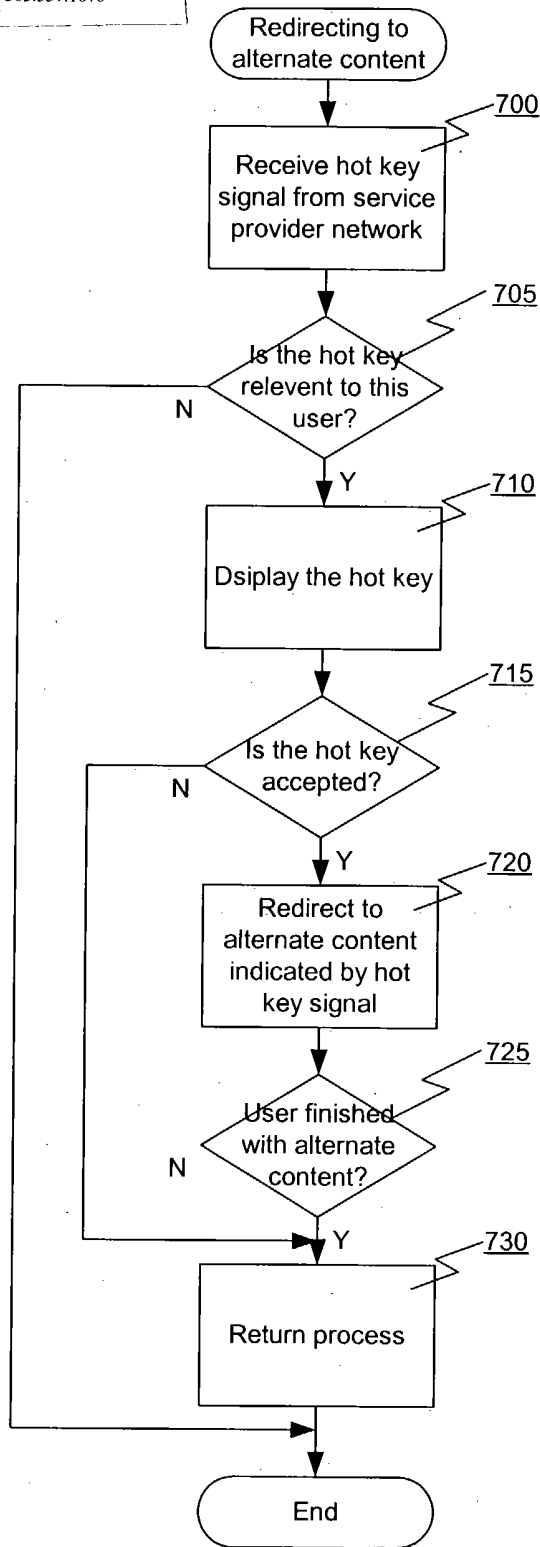 Redirecting to
alternate content
700
Receive hot key
signal from service
provider network
705
Is the hot key
relevent to this
user?
N
Y
710
Dsiplay the hot key
715
Is the hot key
accepted?
N
Y
720
Redirect to
alternate content
indicated by hot
key signal
725
User finished
with alternate
content?
N
Y
730
Return process
End